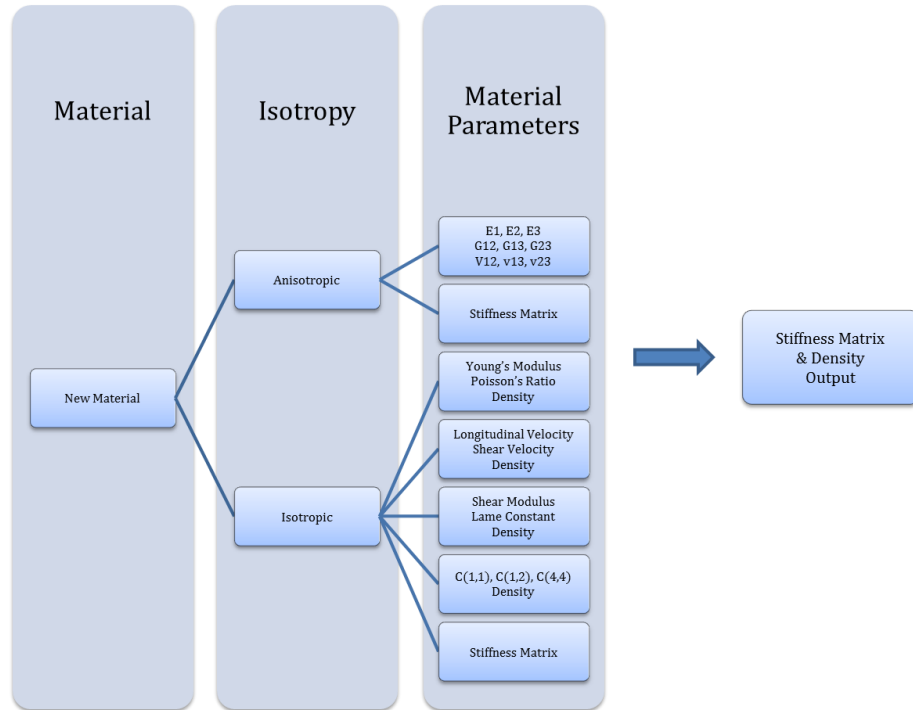 Material
Isotropy
Material
Parameters
New Material
Anisotropic
Isotropic
E1, E2, E3
G12, G13, G23
V12, v13, v23
Stiffness Matrix
Young's Modulus
Poisson's Ratio
Density
Longitudinal Velocity
Shear Velocity
Density
Shear Modulus
Lame Constant
Density
C(1,1), C(1,2), C(4,4)
Density
Stiffness Matrix
Stiffness Matrix
& Density
Output